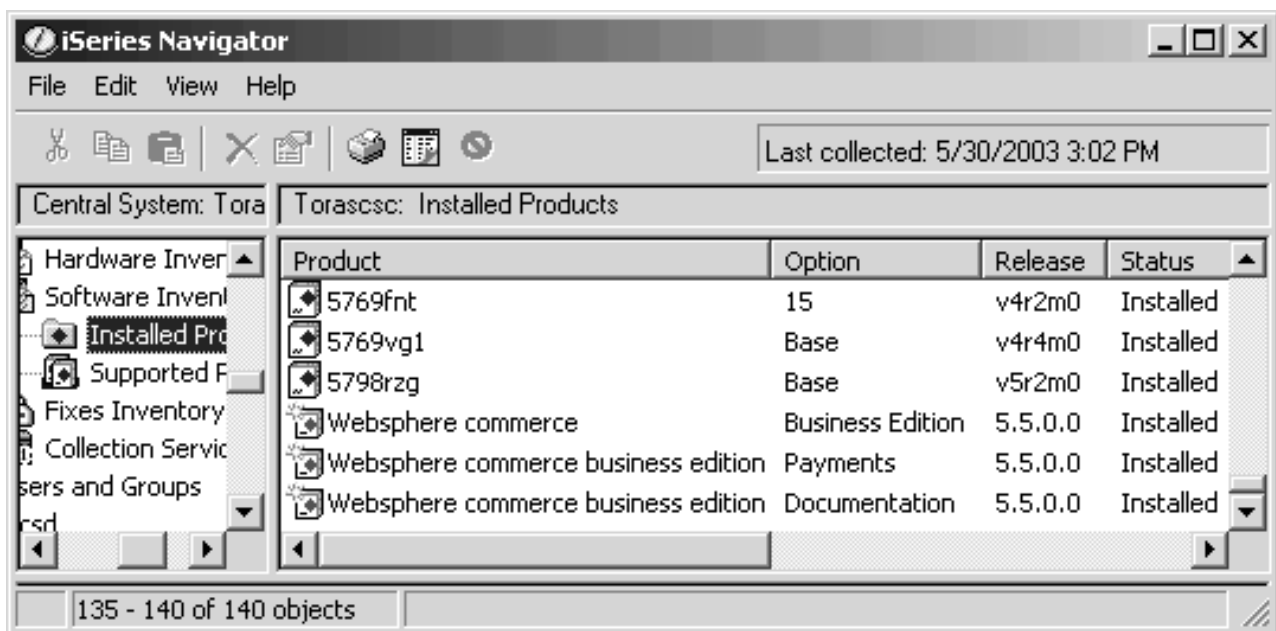 iSeries Navigator
File Edit View Help
Last collected: 5/30/2003 3:02 PM
Central System: Tora
Torascsc: Installed Products
Hardware Inver
Software Invent
Installed Pro
Supported P
Fixes Inventory
Collection Servic
sers and Groups
csd
Product Option Release Status
5769fnt 15 v4r2m0 Installed
5769vg1 Base v4r4m0 Installed
5798rzg Base v5r2m0 Installed
Websphere commerce Business Edition 5.5.0.0 Installed
Websphere commerce business edition Payments 5.5.0.0 Installed
Websphere commerce business edition Documentation 5.5.0.0 Installed
135 - 140 of 140 objects